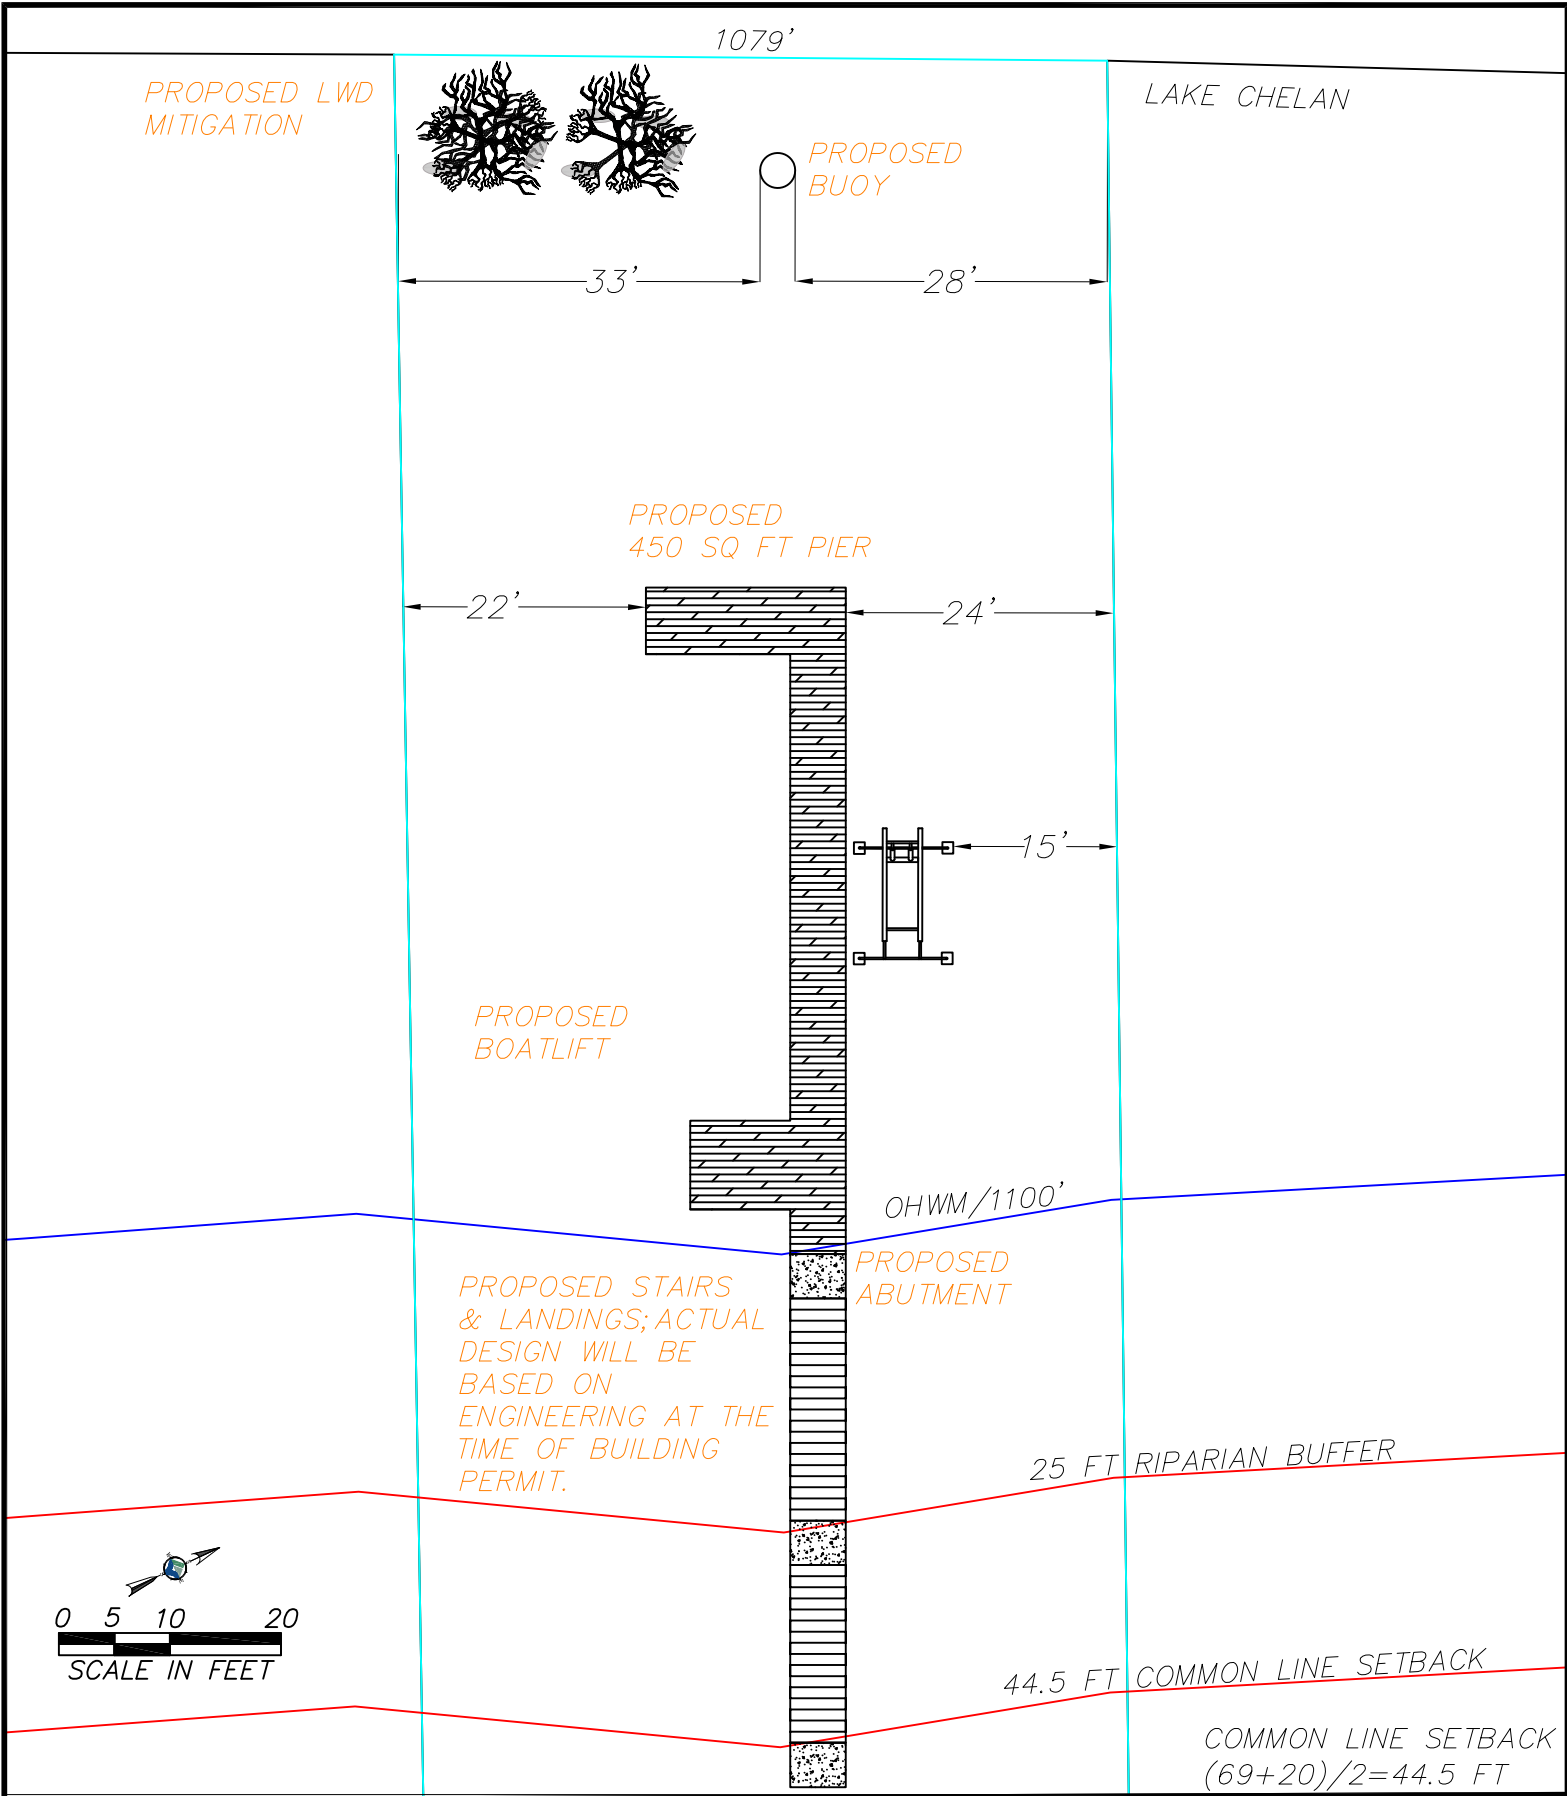 1079'
PROPOSED LWD
MITIGATION
LAKE CHELAN
PROPOSED
BUOY
33'
28'
PROPOSED
450 SQ FT PIER
22'
24'
15'
PROPOSED
BOATLIFT
OHWM/1100'
PROPOSED
ABUTMENT
PROPOSED STAIRS
& LANDINGS; ACTUAL
DESIGN WILL BE
BASED ON
ENGINEERING AT THE
TIME OF BUILDING
PERMIT.
25 FT RIPARIAN BUFFER
0 5 10 20
SCALE IN FEET
44.5 FT COMMON LINE SETBACK
COMMON LINE SETBACK
(69+20)/2=44.5 FT